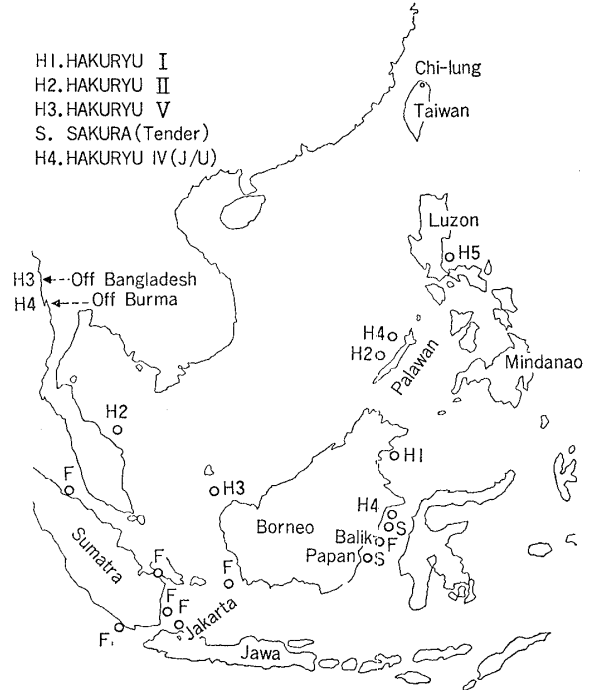 H1. HAKURYU I
H2. HAKURYU II
H3. HAKURYU V
S. SAKURA (Tender)
H4. HAKURYU IV (J/U)
Chi-lung
Taiwan
Luzon
H5
H3 Off Bangladesh
H4 Off Burma
H4
H2
Palawan
Mindanao
H2
H1
F
H3
H4
Borneo
S
Balik
F
Papan
S
Sumatra
F
F
F
F
Jakarta
F.
Jawa